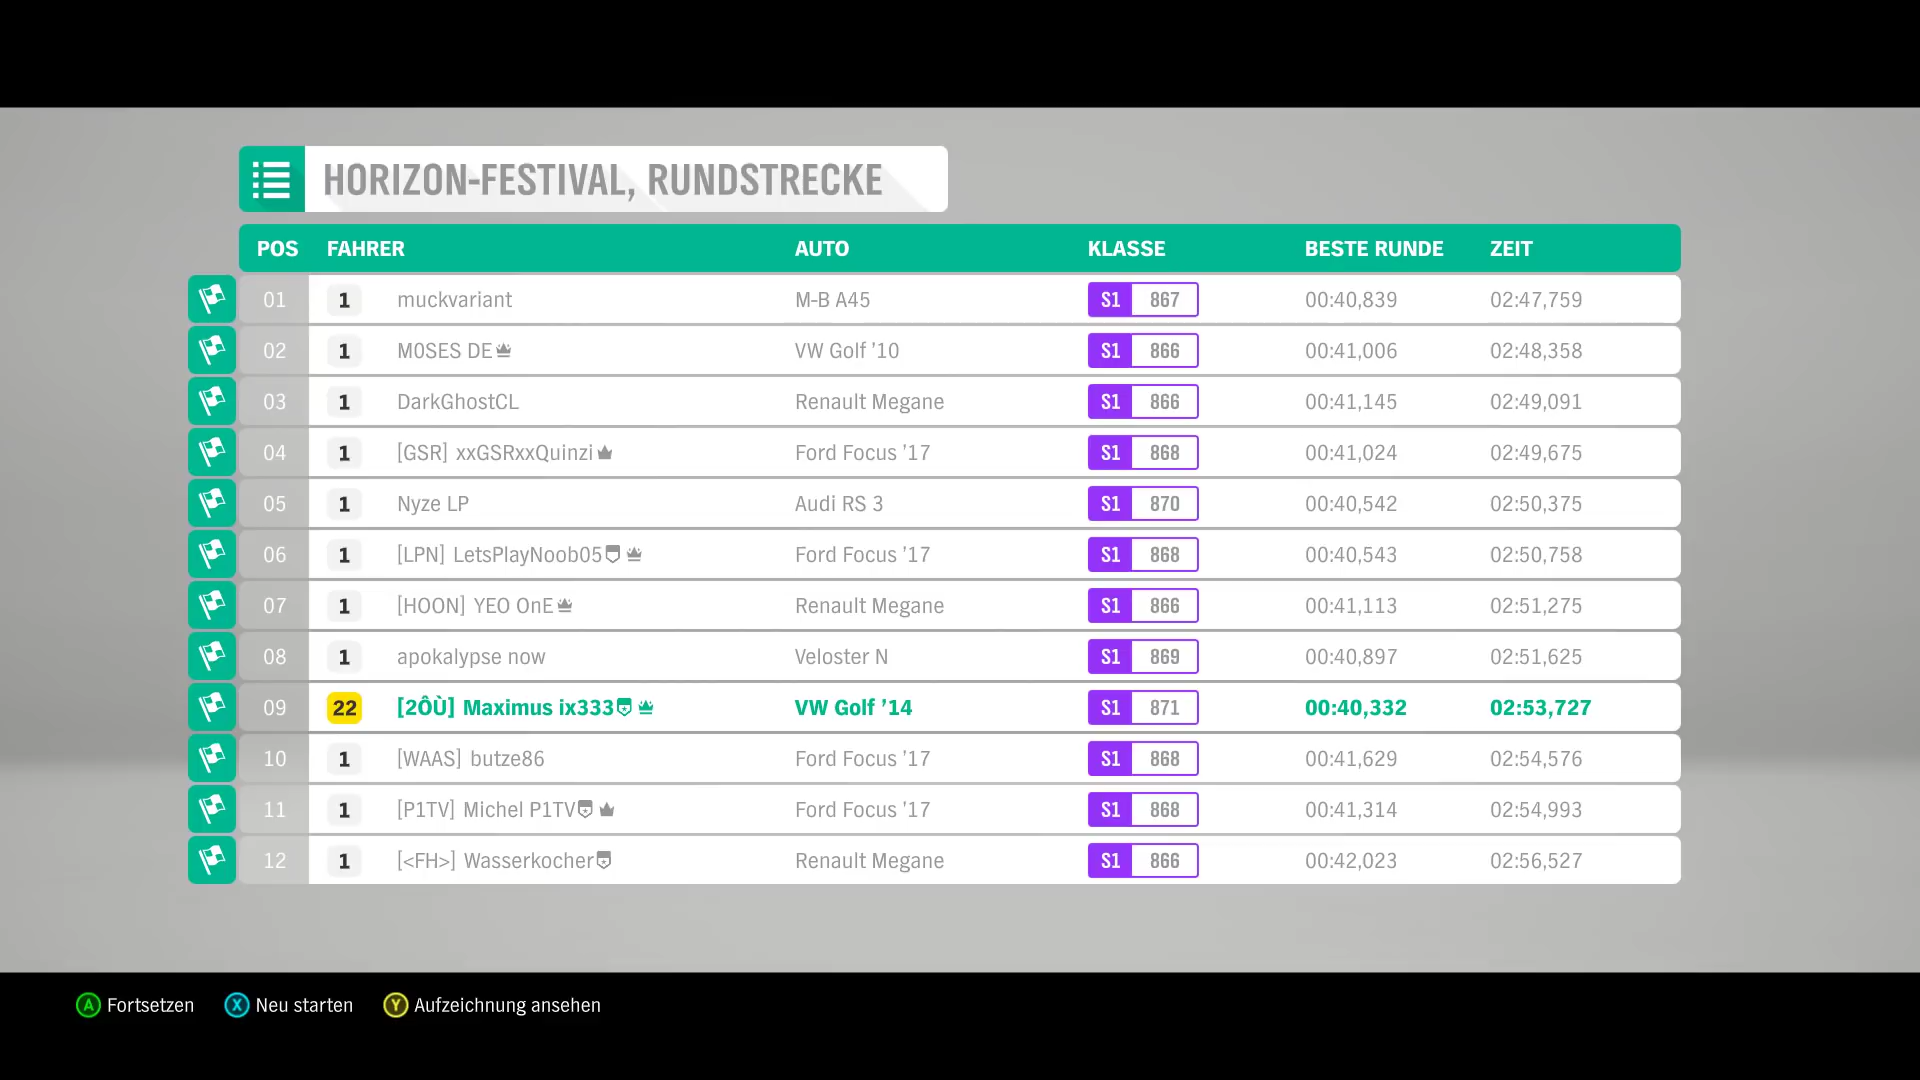 HORIZON-FESTIVAL, RUNDSTRECKE
POS FAHRER AUTO KLASSE BESTE RUNDE ZEIT
01 1 muckvariant M-B A45 S1 867 00:40,839 02:47,759
02 1 M0SES DE VW Golf ’10 S1 866 00:41,006 02:48,358
03 1 DarkGhostCL Renault Megane S1 866 00:41,145 02:49,091
04 1 [GSR] xxGSRxxQuinzi Ford Focus ’17 S1 868 00:41,024 02:49,675
05 1 Nyze LP Audi RS 3 S1 870 00:40,542 02:50,375
06 1 [LPN] LetsPlayNoob05 Ford Focus ’17 S1 868 00:40,543 02:50,758
07 1 [HOON] YEO OnE Renault Megane S1 866 00:41,113 02:51,275
08 1 apokalypse now Veloster N S1 869 00:40,897 02:51,625
09 22 [2ÔÙ] Maximus ix333 VW Golf ’14 S1 871 00:40,332 02:53,727
10 1 [WAAS] butze86 Ford Focus ’17 S1 868 00:41,629 02:54,576
11 1 [P1TV] Michel P1TV Ford Focus ’17 S1 868 00:41,314 02:54,993
12 1 [<FH>] Wasserkocher Renault Megane S1 866 00:42,023 02:56,527
A Fortsetzen X Neu starten Y Aufzeichnung ansehen